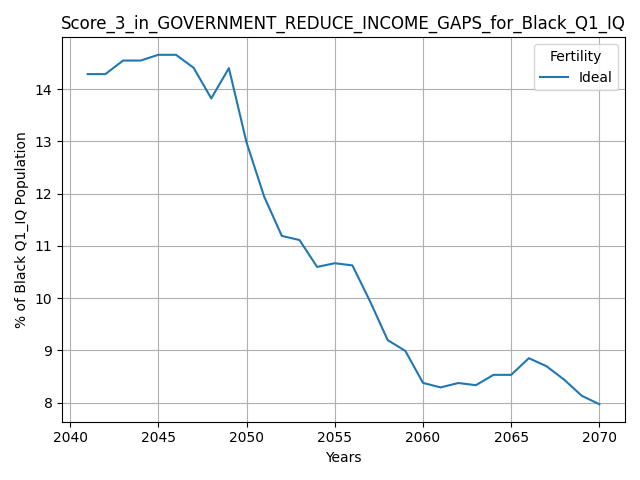 Score_3_in_GOVERNMENT_REDUCE_INCOME_GAPS_for_Black_Q1_IQ
Fertility
Ideal
% of Black Q1_IQ Population
14
13
12
11
10
9
8
2040 2045 2050 2055 2060 2065 2070
Years